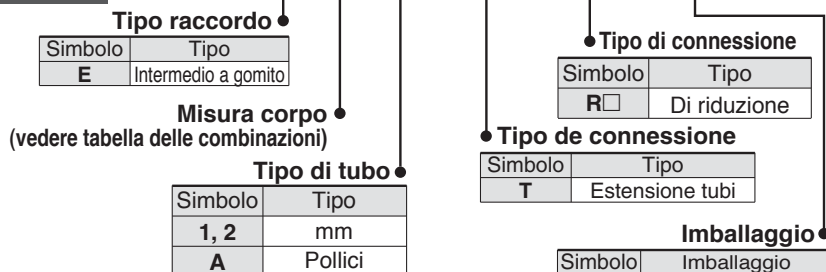 Tipo raccordo
Simbolo Tipo
E Intermedio a gomito
Misura corpo
(vedere tabella delle combinazioni)
Tipo di tubo
Simbolo Tipo
1, 2 mm
A Pollici
Tipo di connessione
Simbolo Tipo
R□ Di riduzione
Tipo de connessione
Simbolo Tipo
T Estensione tubi
Imballaggio
Simbolo Imballaggio